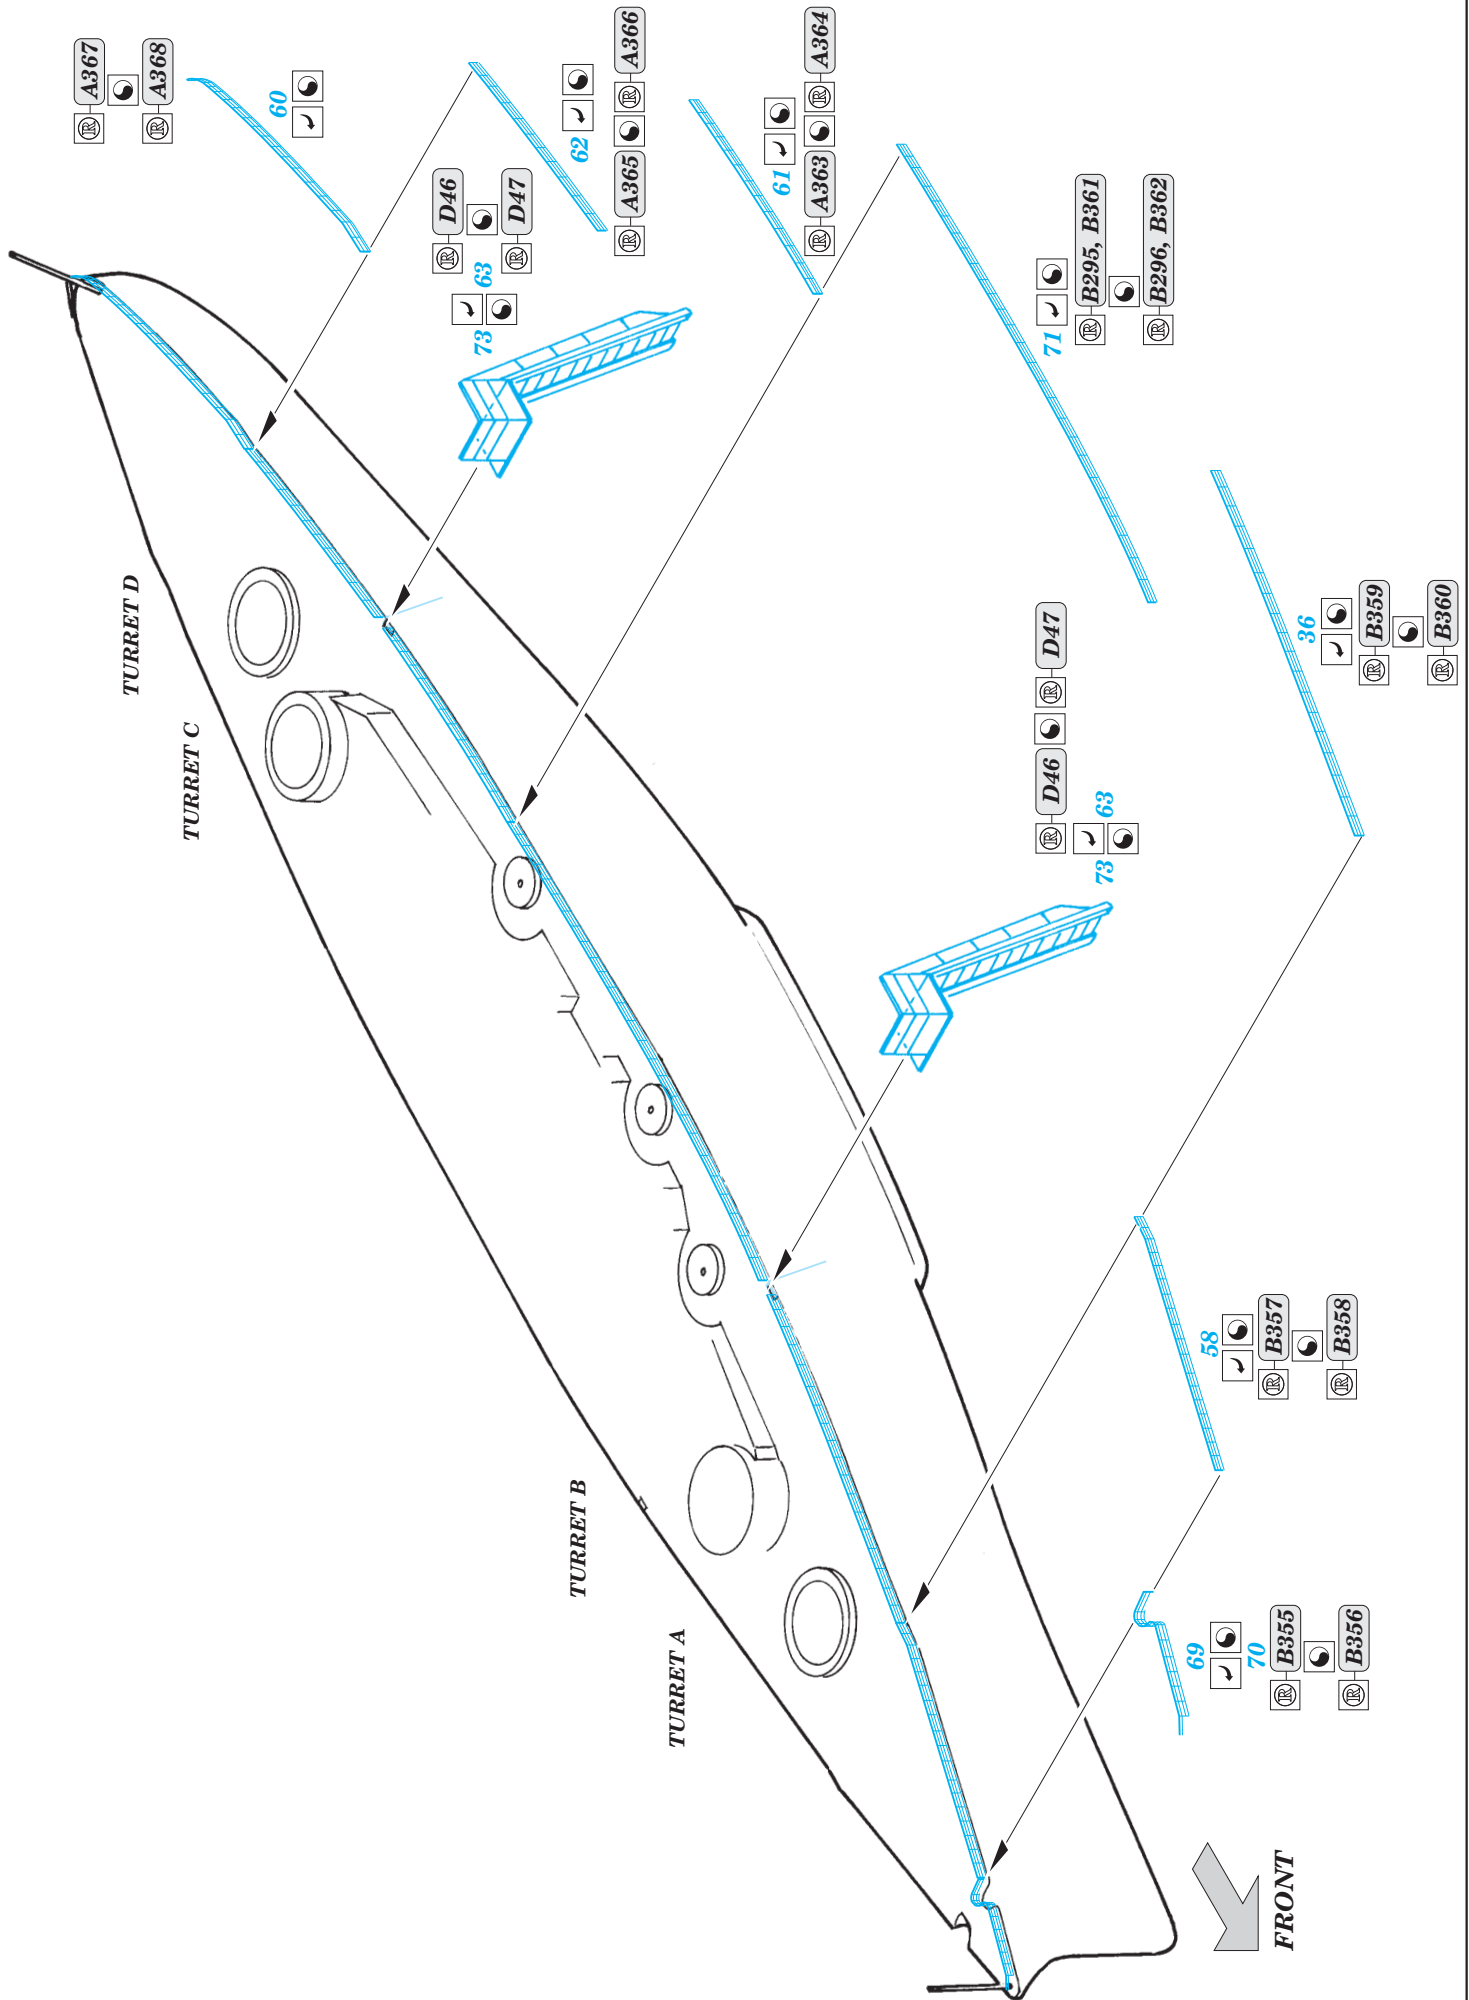 A367
R
A368
R
60
A366
R
A365
R
62
A364
R
A363
R
61
D46
R
D47
R
63
73
71
B295, B361
R
B296, B362
R
TURRET D
TURRET C
D47
R
D46
R
63
73
36
B359
R
B360
R
58
B357
R
B358
R
TURRET B
TURRET A
69
70
B355
R
B356
R
FRONT